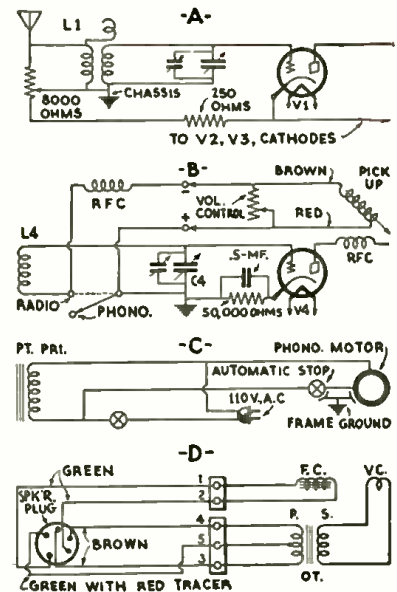 -A-
L1
8000
OHMS
CHASSIS
250
OHMS
V1
TO V2, V3, CATHODES
-B-
BROWN
PICK
UP
RFC
-
VOL.
CONTROL
+
RED
L4
C4
.5-MF.
RFC
RADIO
PHONO.
50,000 OHMS
V4
-C-
PT. PRI.
PHONO. MOTOR
AUTOMATIC STOP
110 V., A.C
FRAME GROUND
-D-
GREEN
F.C.
V.C.
SPK'R.
PLUG
1
2
4
5
3
P.
S.
BROWN
OT.
GREEN WITH RED TRACER